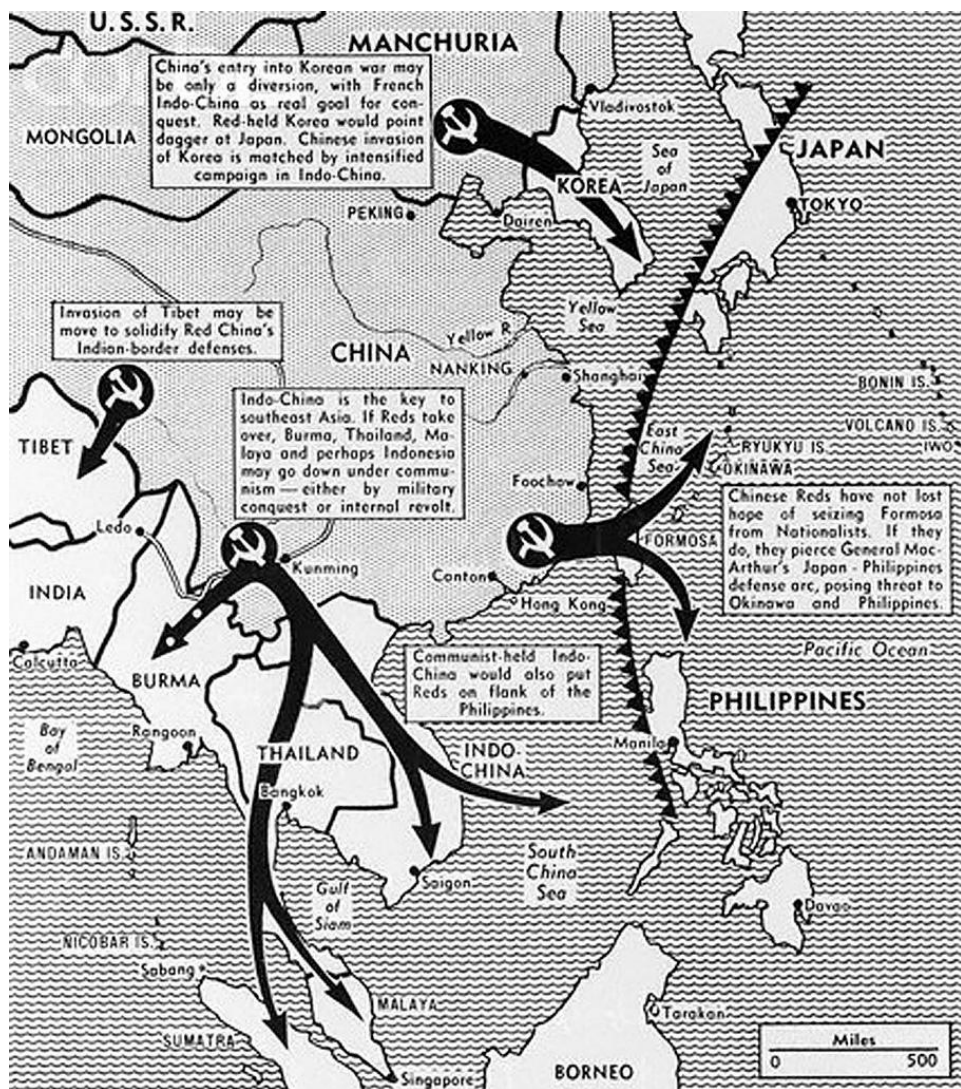 U.S.S.R.
MANCHURIA
China's entry into Korean war may
be only a diversion, with French
Indo-China as real goal for con-
quest. Red-held Korea would point
dagger at Japan. Chinese invasion
of Korea is matched by intensified
campaign in Indo-China.
Vladivostok
MONGOLIA
Sea
of
Japan
JAPAN
KOREA
PEKING
Dairen
TOKYO
Invasion of Tibet may be
move to solidify Red China's
Indian-border defenses.
Yellow
Sea
Yellow R.
CHINA
NANKING
Shanghai
BONIN IS.
Indo-China is the key to
southeast Asia. If Reds take
over, Burma, Thailand, Ma-
laya and perhaps Indonesia
may go down under commu-
nism — either by military
conquest or internal revolt.
VOLCANO IS.
IWO
TIBET
East
China
Sea
RYUKYU IS.
OKINAWA
Foochow
Chinese Reds have not lost
hope of seizing Formosa
from Nationalists. If they
do, they pierce General Mac-
Arthur's Japan - Philippines
defense arc, posing threat to
Okinawa and Philippines.
Ledo
FORMOSA
Kunming
Canton
INDIA
Hong Kong
Calcutta
Pacific Ocean
Communist-held Indo-
China would also put
Reds on flank of the
Philippines.
BURMA
PHILIPPINES
Bay
of
Bengal
Rangoon
Manila
THAILAND
INDO
CHINA
Bangkok
ANDAMAN IS.
South
China
Sea
Saigon
Gulf
of
Siam
Davao
NICOBAR IS.
Sabang
MALAYA
Tarakan
SUMATRA
Miles
0 500
BORNEO
Singapore